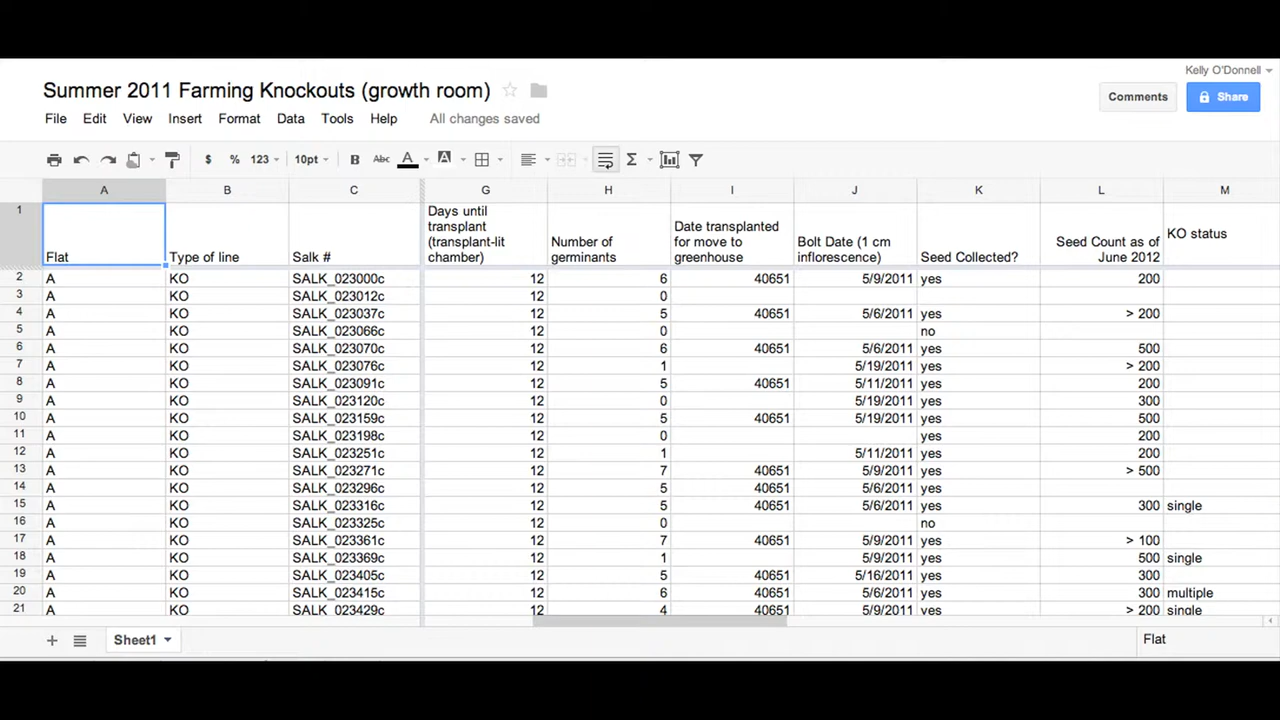 Kelly O'Donnell
Summer 2011 Farming Knockouts (growth room)
Comments Share
File Edit View Insert Format Data Tools Help All changes saved
$ % 123 10pt B Abc A A Σ
A B C G H I J K L M
1 Flat Type of line Salk # Days until transplant (transplant-lit chamber) Number of germinants Date transplanted for move to greenhouse Bolt Date (1 cm inflorescence) Seed Collected? Seed Count as of June 2012 KO status
2 A KO SALK_023000c 12 6 40651 5/9/2011 yes 200
3 A KO SALK_023012c 12 0
4 A KO SALK_023037c 12 5 40651 5/6/2011 yes > 200
5 A KO SALK_023066c 12 0 no
6 A KO SALK_023070c 12 6 40651 5/6/2011 yes 500
7 A KO SALK_023076c 12 1 5/19/2011 yes > 200
8 A KO SALK_023091c 12 5 40651 5/11/2011 yes 200
9 A KO SALK_023120c 12 0 5/19/2011 yes 300
10 A KO SALK_023159c 12 5 40651 5/19/2011 yes 500
11 A KO SALK_023198c 12 0 yes 200
12 A KO SALK_023251c 12 1 5/11/2011 yes 200
13 A KO SALK_023271c 12 7 40651 5/9/2011 yes > 500
14 A KO SALK_023296c 12 5 40651 5/6/2011 yes
15 A KO SALK_023316c 12 5 40651 5/6/2011 yes 300 single
16 A KO SALK_023325c 12 0 no
17 A KO SALK_023361c 12 7 40651 5/9/2011 yes > 100
18 A KO SALK_023369c 12 1 5/9/2011 yes 500 single
19 A KO SALK_023405c 12 5 40651 5/16/2011 yes 300
20 A KO SALK_023415c 12 6 40651 5/6/2011 yes 300 multiple
21 A KO SALK_023429c 12 4 40651 5/9/2011 yes > 200 single
Sheet1 Flat